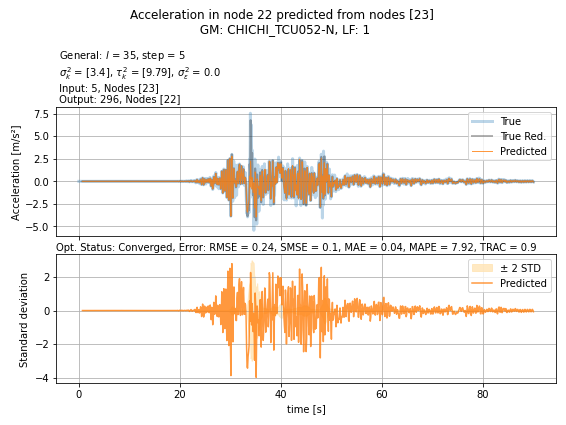 Acceleration in node 22 predicted from nodes [23]
GM: CHICHI_TCU052-N, LF: 1
General: l = 35, step = 5
σ²ₖ = [3.4], τ²ₖ = [9.79], σ²ε = 0.0
Input: 5, Nodes [23]
Output: 296, Nodes [22]
Acceleration [m/s²]
7.5
5.0
2.5
0.0
−2.5
−5.0
True
True Red.
Predicted
Opt. Status: Converged, Error: RMSE = 0.24, SMSE = 0.1, MAE = 0.04, MAPE = 7.92, TRAC = 0.9
Standard deviation
2
0
−2
−4
± 2 STD
Predicted
0 20 40 60 80
time [s]